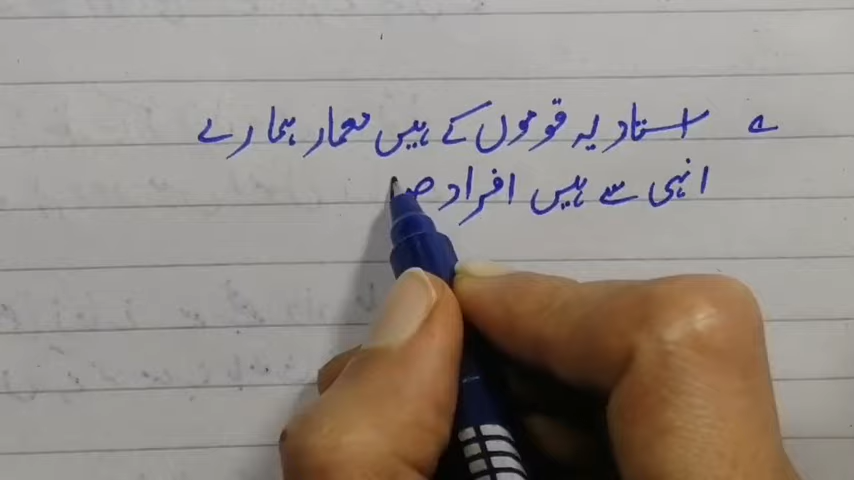 استاد یہ قوموں کے ہیں معمار ہمارے
انہی سے ہیں افراد